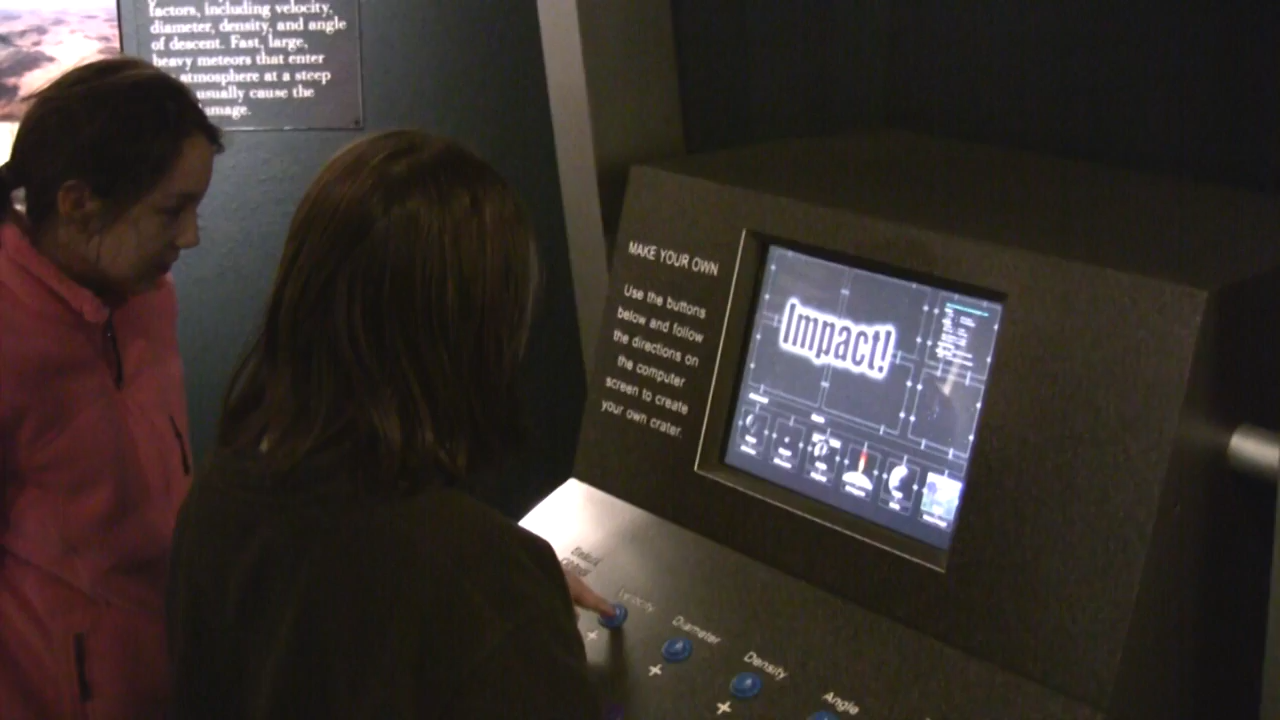 factors, including velocity,
diameter, density, and angle
of descent. Fast, large,
heavy meteors that enter
atmosphere at a steep
usually cause the
MAKE YOUR OWN
Use the buttons
below and follow
the directions on
the computer
screen to create
your own crater.
Impact!
Velocity
Diameter
Density
Angle
+
+
+